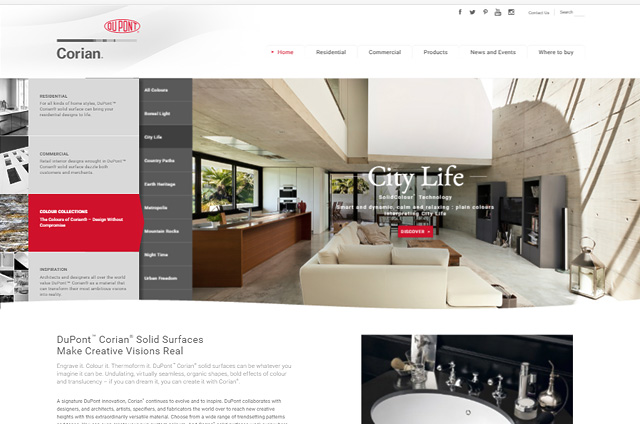 DU PONT
Corian.
Contact Us
Search
Home
Residential
Commercial
Products
News and Events
Where to buy
RESIDENTIAL
For all kinds of home styles, DuPont™
Corian® solid surface can bring your
residential designs to life.
COMMERCIAL
Retail interior designs wrought in DuPont™
Corian® solid surface dazzle both
customers and merchants.
COLOUR COLLECTIONS
The Colours of Corian® – Design Without
Compromise
INSPIRATION
Architects and designers all over the world
value DuPont™ Corian® as a material that
can transform their most ambitious visions
into reality.
All Colours
Boreal Light
City Life
Country Paths
Earth Heritage
Metropolis
Mountain Rocks
Night Time
Urban Freedom
City Life
SolidColour™ Technology
Smart and dynamic, calm and relaxing : plain colours
interpreting City Life
DISCOVER >
DuPont™ Corian® Solid Surfaces
Make Creative Visions Real
Engrave it. Colour it. Thermoform it. DuPont™ Corian® solid surfaces can be whatever you
imagine it can be. Undulating, virtually seamless, organic shapes, bold effects of colour
and translucency – if you can dream it, you can create it with Corian®.
A signature DuPont innovation, Corian® continues to evolve and to inspire. DuPont collaborates with
designers, and architects, artists, specifiers, and fabricators the world over to reach new creative
heights with this extraordinarily versatile material. Choose from a wide range of trendsetting patterns